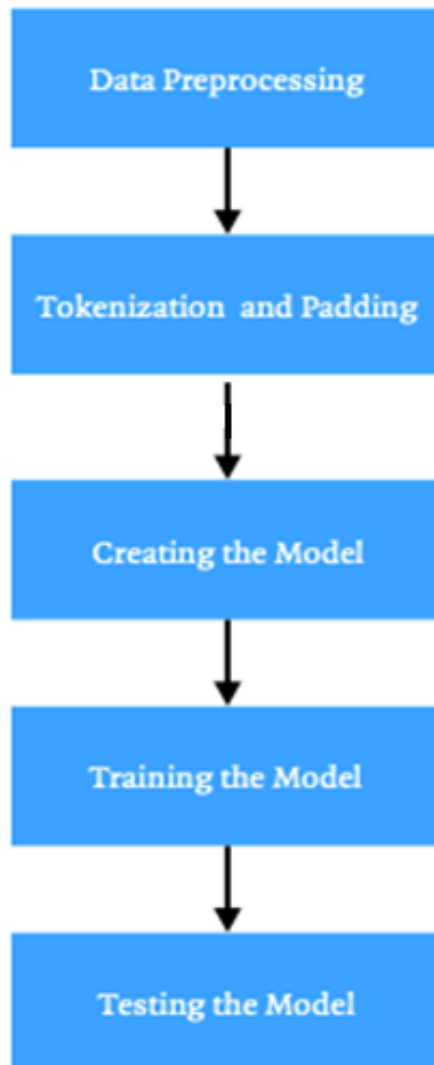 Data Preprocessing
Tokenization and Padding
Creating the Model
Training the Model
Testing the Model